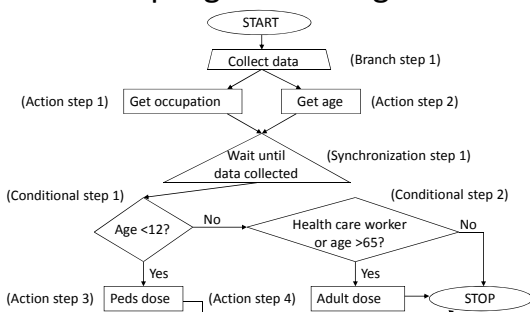 START
Collect data
(Branch step 1)
(Action step 1)
Get occupation
Get age
(Action step 2)
Wait until
data collected
(Synchronization step 1)
(Conditional step 1)
(Conditional step 2)
Age <12?
No
Health care worker
or age >65?
No
Yes
Yes
(Action step 3)
Peds dose
(Action step 4)
Adult dose
STOP